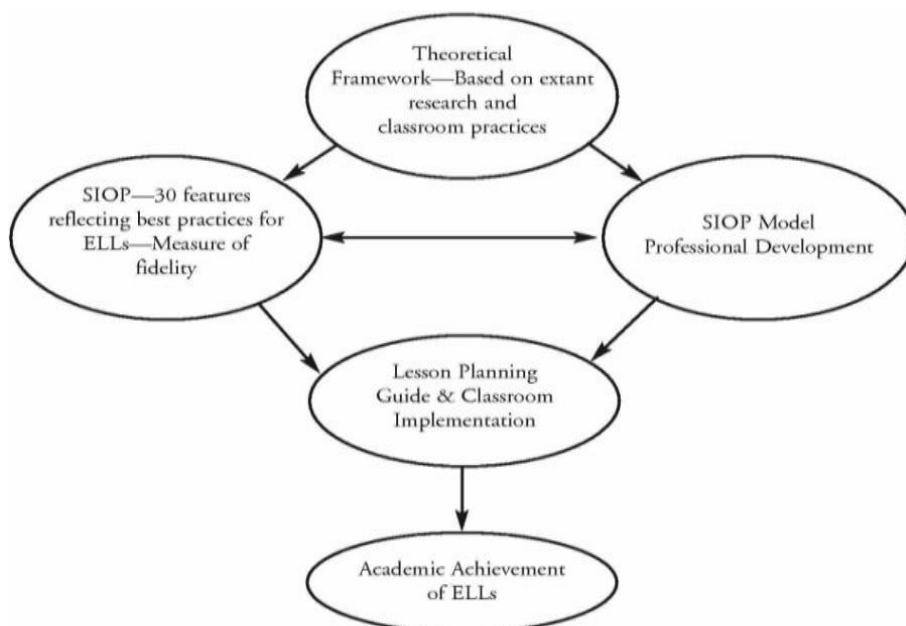 Theoretical
Framework—Based on extant
research and
classroom practices
SIOP—30 features
reflecting best practices for
ELLs—Measure of
fidelity
SIOP Model
Professional Development
Lesson Planning
Guide & Classroom
Implementation
Academic Achievement
of ELLs